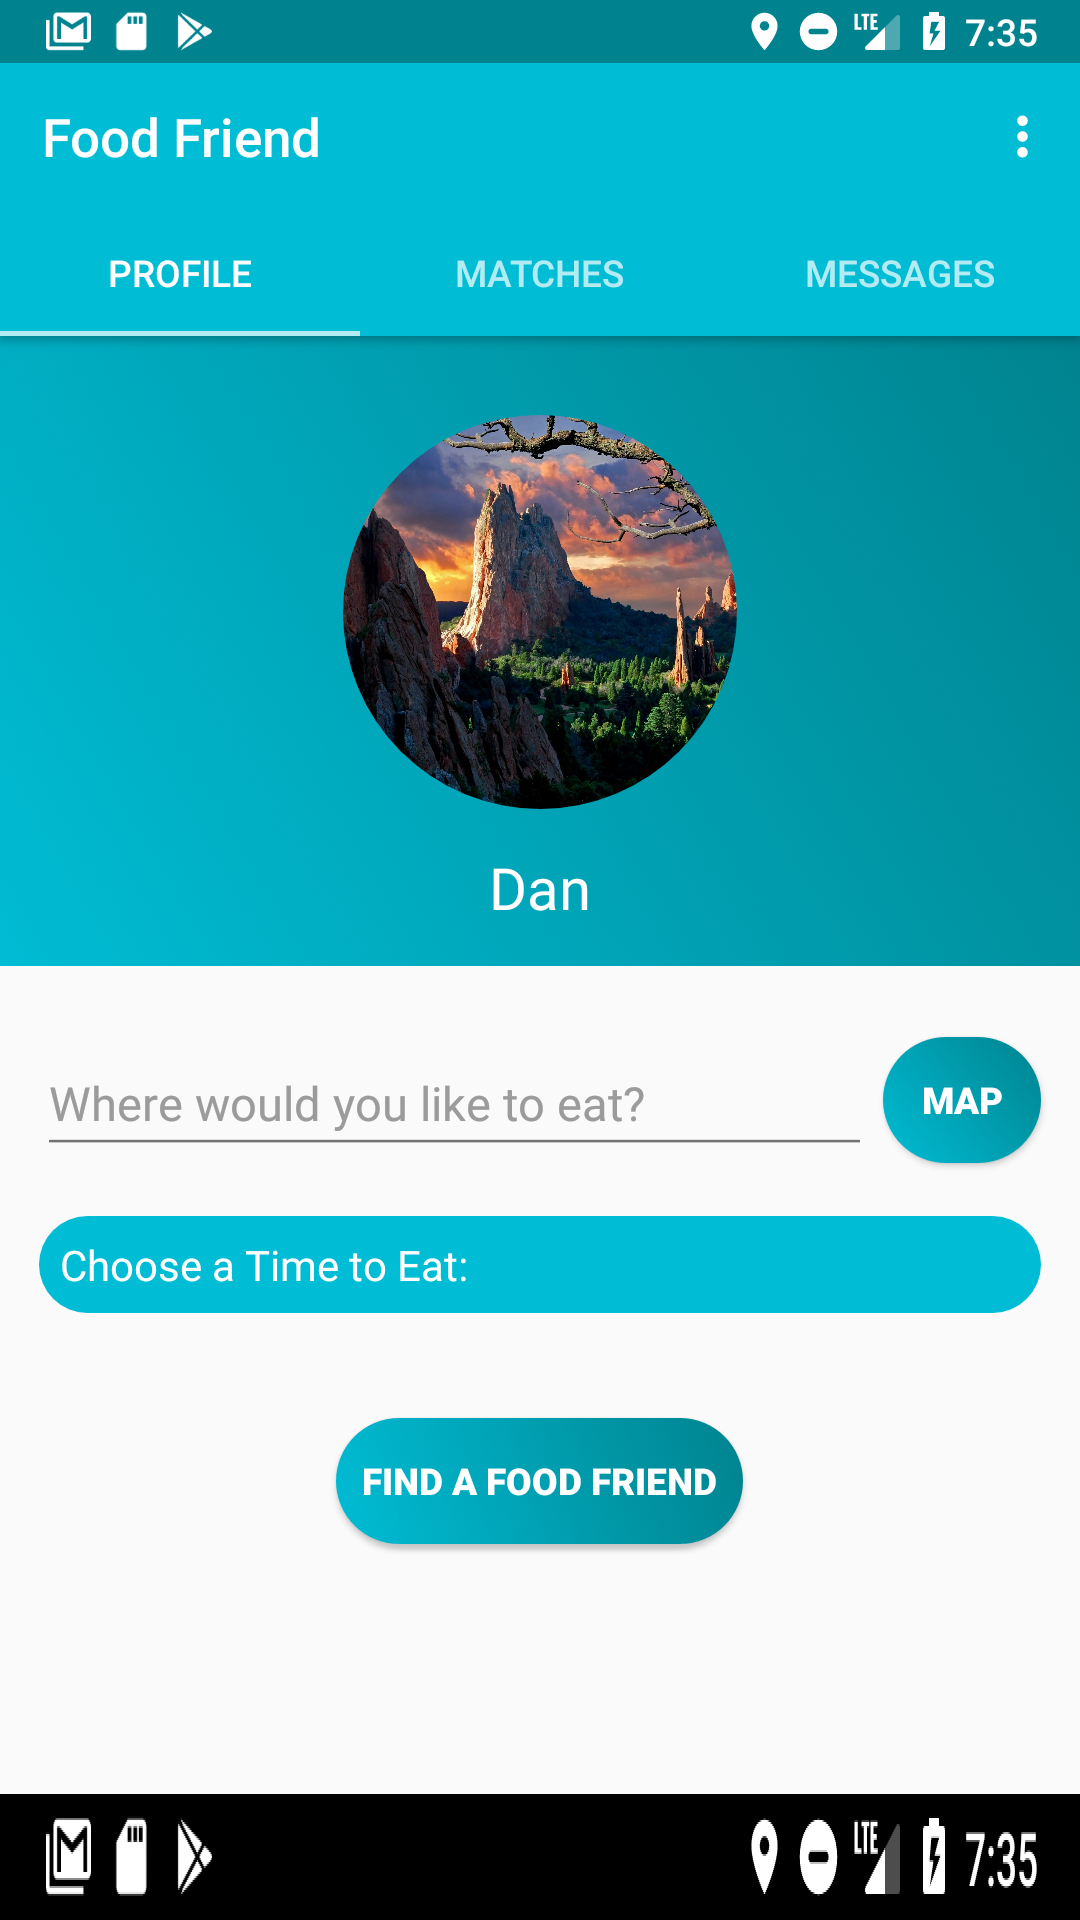 LTE 7:35
Food Friend
PROFILE MATCHES MESSAGES
Dan
Where would you like to eat? MAP
Choose a Time to Eat:
FIND A FOOD FRIEND
LTE 7:35